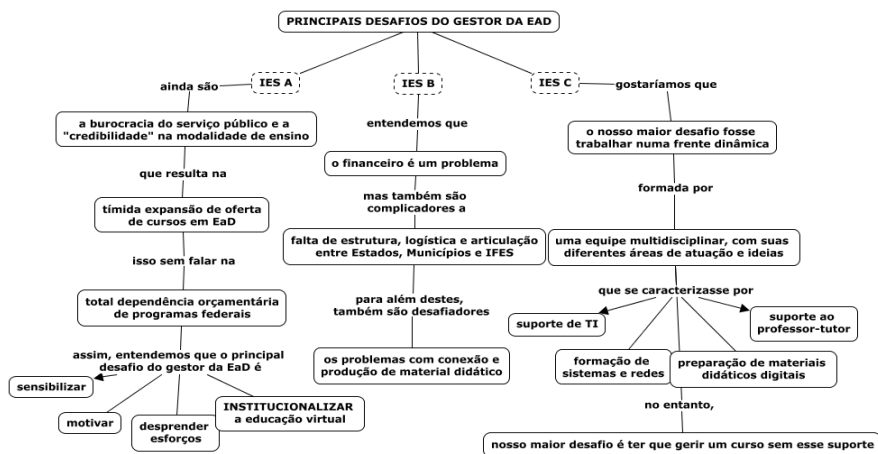 PRINCIPAIS DESAFIOS DO GESTOR DA EAD
IES A
ainda são
a burocracia do serviço público e a
"credibilidade" na modalidade de ensino
que resulta na
tímida expansão de oferta
de cursos em EaD
isso sem falar na
total dependência orçamentária
de programas federais
assim, entendemos que o principal
desafio do gestor da EaD é
sensibilizar
motivar
desprender
esforços
INSTITUCIONALIZAR
a educação virtual
IES B
entendemos que
o financeiro é um problema
mas também são
complicadores a
falta de estrutura, logística e articulação
entre Estados, Municípios e IFES
para além destes,
também são desafiadores
os problemas com conexão e
produção de material didático
IES C
gostaríamos que
o nosso maior desafio fosse
trabalhar numa frente dinâmica
formada por
uma equipe multidisciplinar, com suas
diferentes áreas de atuação e ideias
que se caracterizasse por
suporte de TI
formação de
sistemas e redes
preparação de materiais
didáticos digitais
suporte ao
professor-tutor
no entanto,
nosso maior desafio é ter que gerir um curso sem esse suporte